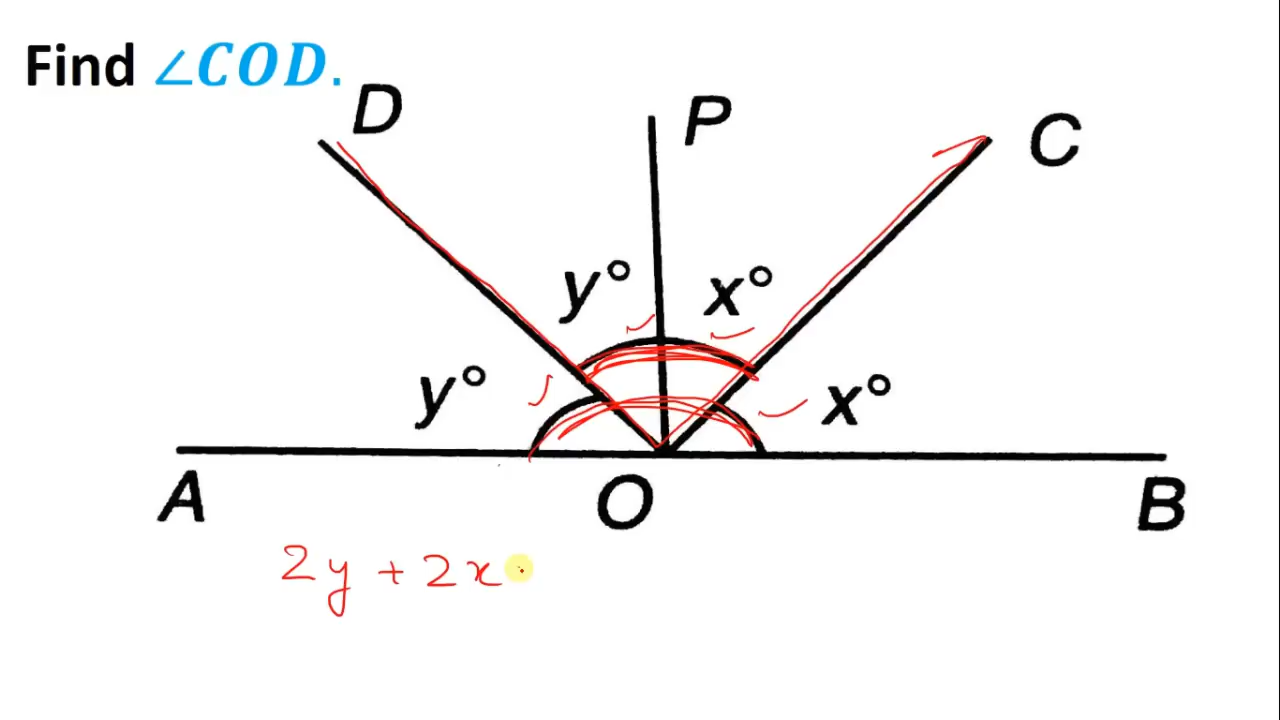 Find ∠COD.
D
P
C
y° x°
y° x°
A O B
2y + 2x